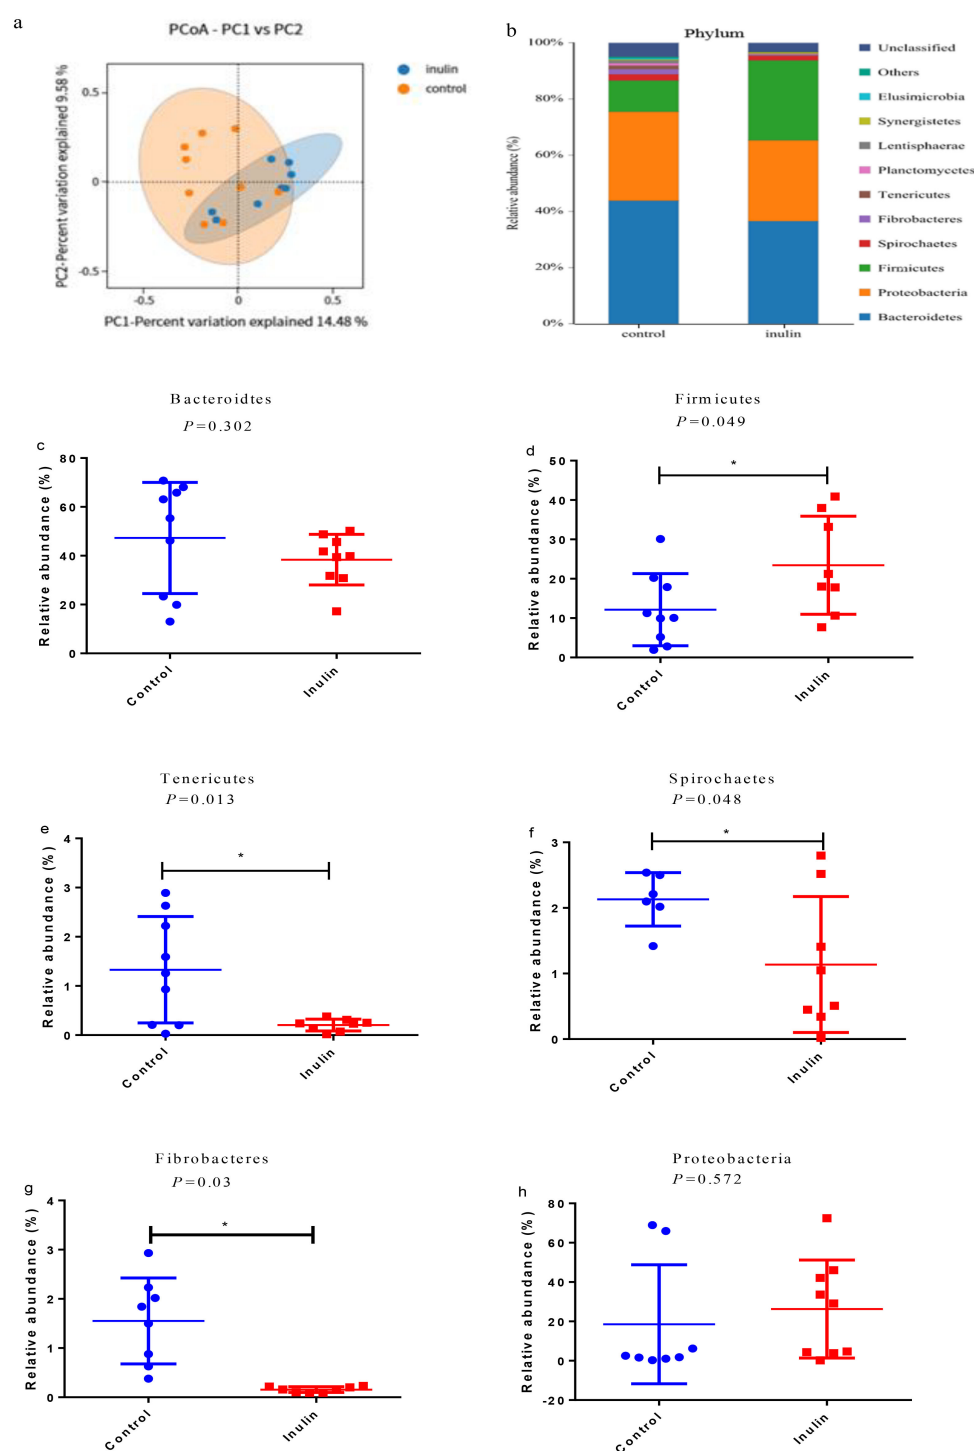 a
PCoA - PC1 vs PC2
PC2-Percent variation explained 9.58 %
0.5
0
-0.5
-0.5
0
0.5
PC1-Percent variation explained 14.48 %
inulin
control
b
Phylum
Relative abundance (%)
100%
80%
60%
40%
20%
0%
control
inulin
Unclassified
Others
Elusimicrobia
Synergistetes
Lentisphaerae
Planctomycetes
Tenericutes
Fibrobacteres
Spirochaetes
Firmicutes
Proteobacteria
Bacteroidetes
Bacteroidtes
P=0.302
c
Relative abundance (%)
80
60
40
20
0
Control
Inulin
Firmicutes
P=0.049
d
Relative abundance (%)
50
40
30
20
10
0
*
Control
Inulin
Tenericutes
P=0.013
e
Relative abundance (%)
4
3
2
1
0
*
Control
Inulin
Spirochaetes
P=0.048
f
Relative abundance (%)
3
2
1
0
*
Control
Inulin
Fibrobacteres
P=0.03
g
Relative abundance (%)
4
3
2
1
0
*
Control
Inulin
Proteobacteria
P=0.572
h
Relative abundance (%)
80
60
40
20
0
-20
Control
Inulin